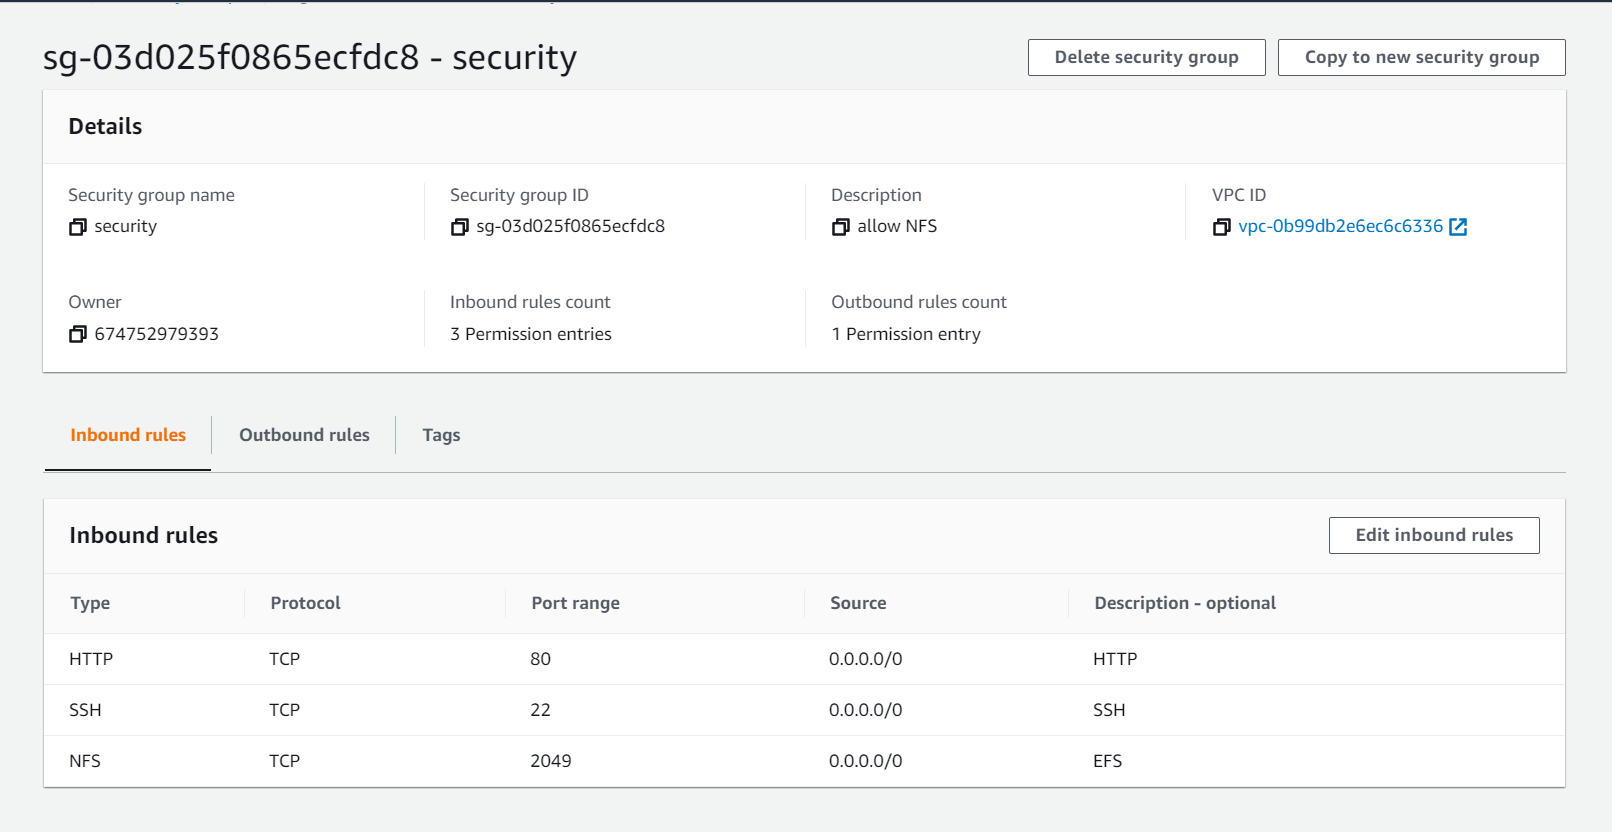 sg-03d025f0865ecfdc8 - security
Delete security group
Copy to new security group
Details
Security group name
security
Security group ID
sg-03d025f0865ecfdc8
Description
allow NFS
VPC ID
vpc-0b99db2e6ec6c6336
Owner
674752979393
Inbound rules count
3 Permission entries
Outbound rules count
1 Permission entry
Inbound rules
Outbound rules
Tags
Inbound rules
Edit inbound rules
Type Protocol Port range Source Description - optional
HTTP TCP 80 0.0.0.0/0 HTTP
SSH TCP 22 0.0.0.0/0 SSH
NFS TCP 2049 0.0.0.0/0 EFS